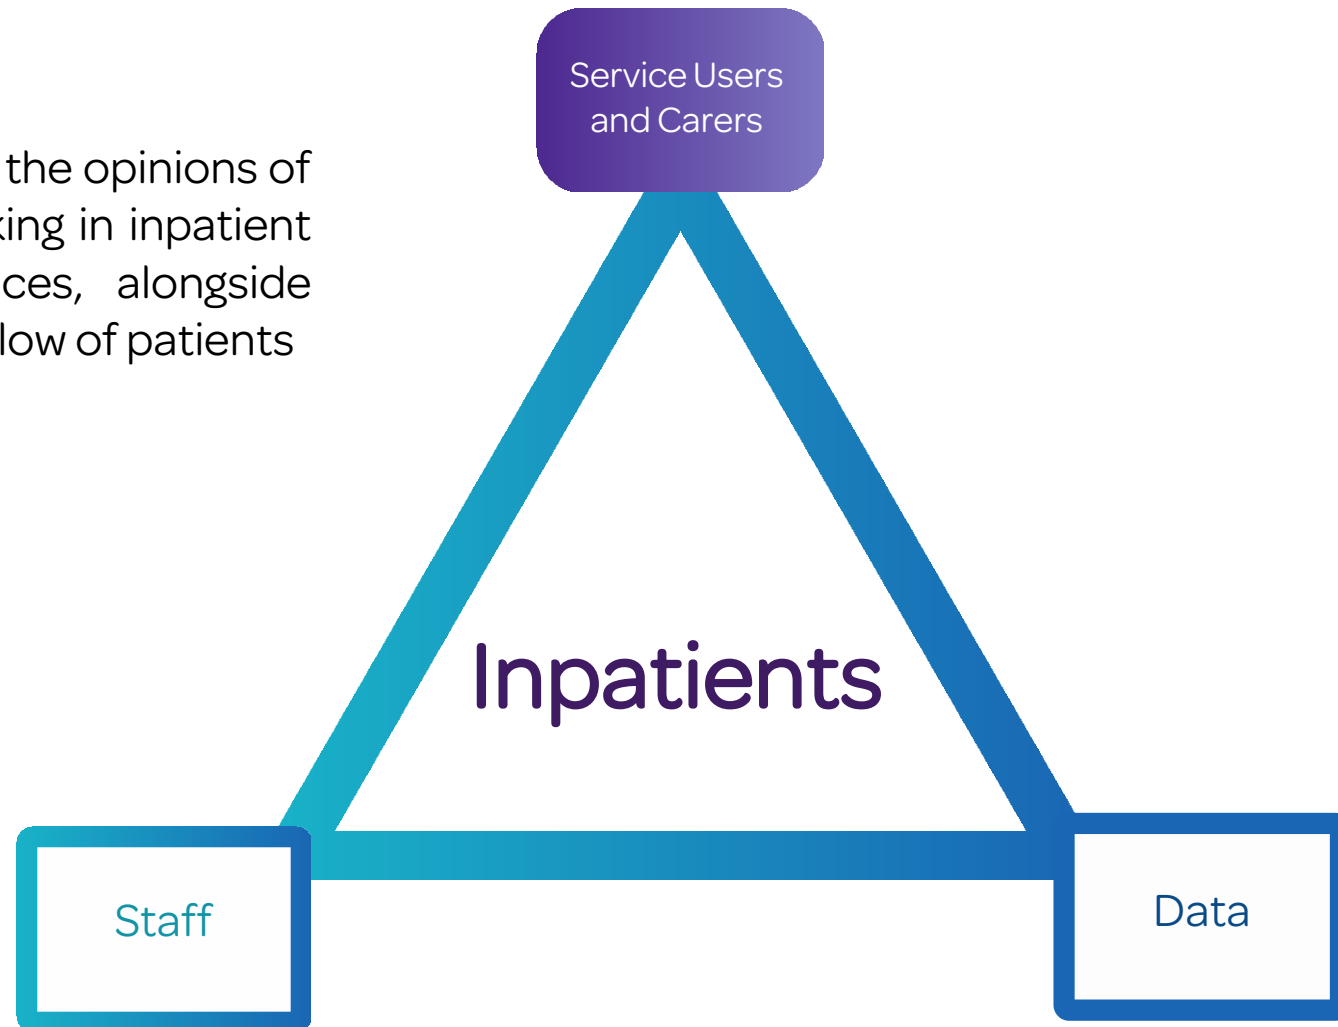 Service Users
and Carers
the opinions of
king in inpatient
ces, alongside
low of patients
Inpatients
Staff
Data